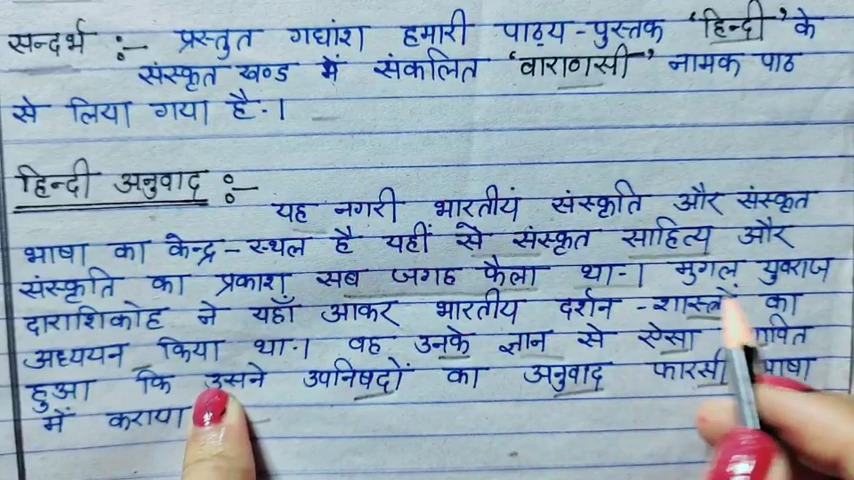 सन्दर्भ :- प्रस्तुत गद्यांश हमारी पाठ्य-पुस्तक 'हिन्दी' के
संस्कृत खण्ड में संकलित 'वाराणसी' नामक पाठ
से लिया गया है।
हिन्दी अनुवाद :-
यह नगरी भारतीय संस्कृति और संस्कृत
भाषा का केन्द्र-स्थल है यहीं से संस्कृत साहित्य और
संस्कृति का प्रकाश सब जगह फैला था। मुगल युवराज
दाराशिकोह ने यहाँ आकर भारतीय दर्शन-शास्त्रों का
अध्ययन किया था। वह उनके ज्ञान से ऐसा
हुआ कि उसने उपनिषदों का अनुवाद फारसी भाषा
में कराया